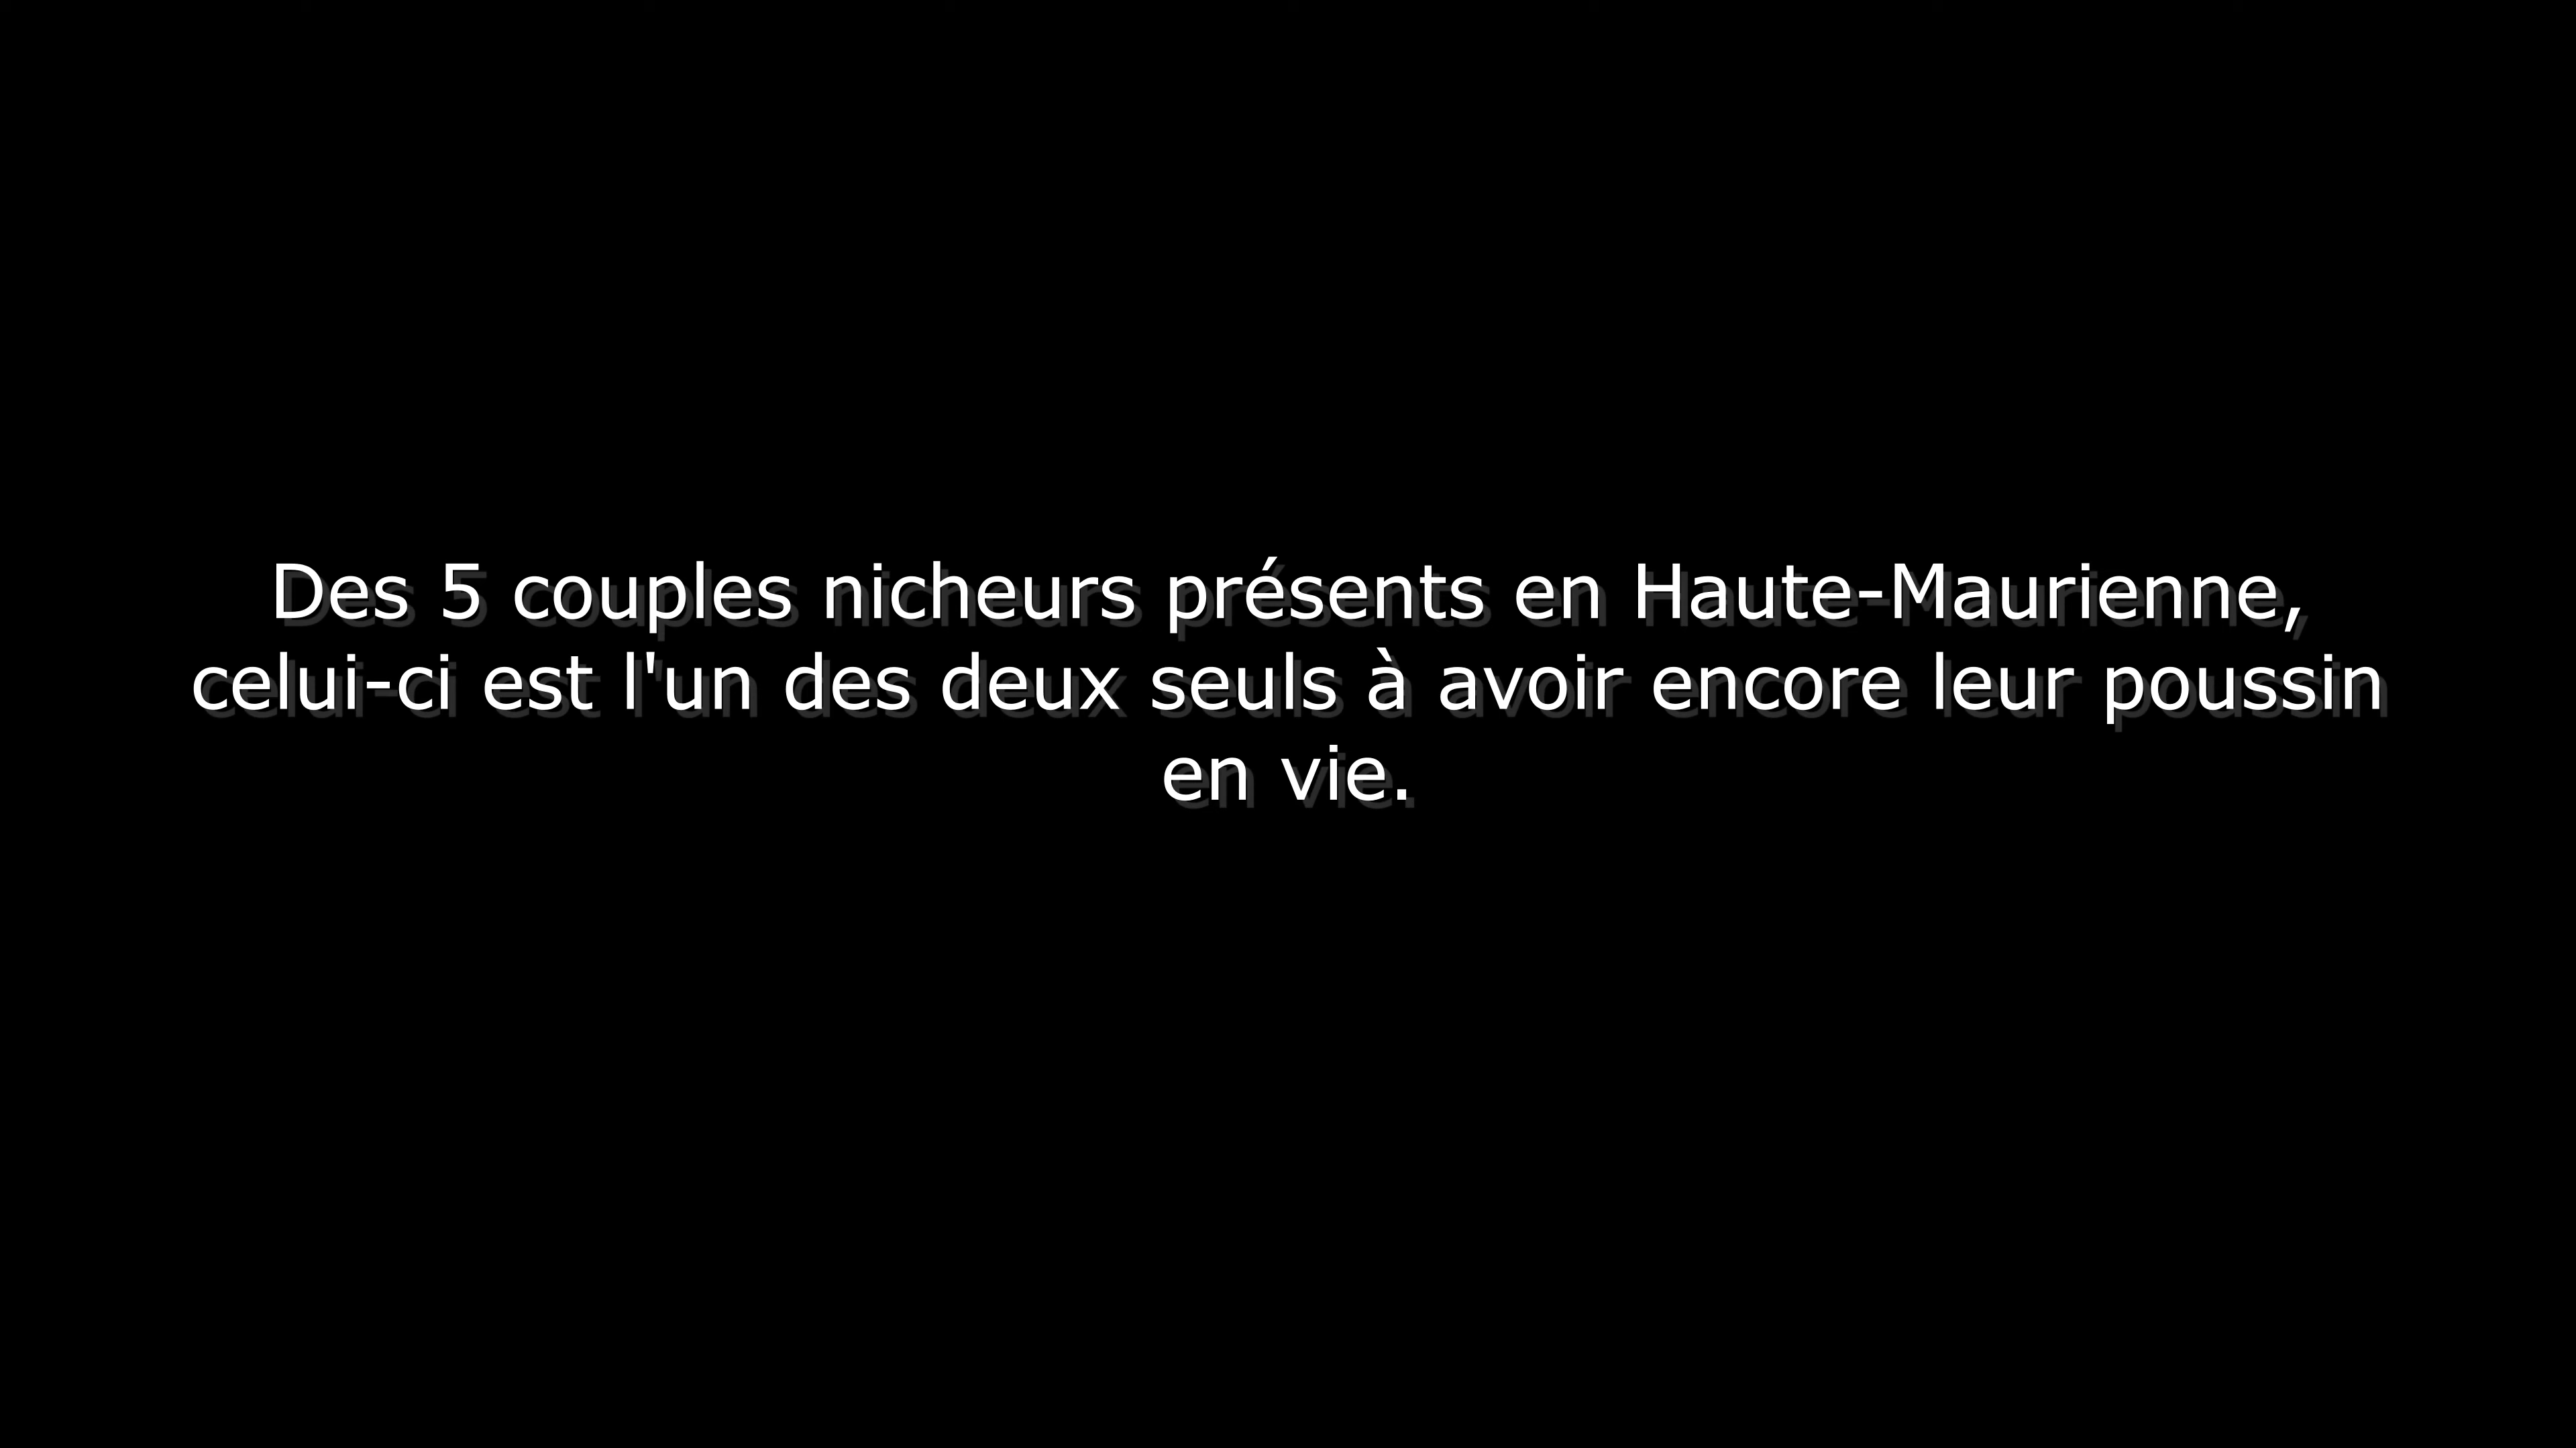 Des 5 couples nicheurs présents en Haute-Maurienne,
celui-ci est l'un des deux seuls à avoir encore leur poussin
en vie.